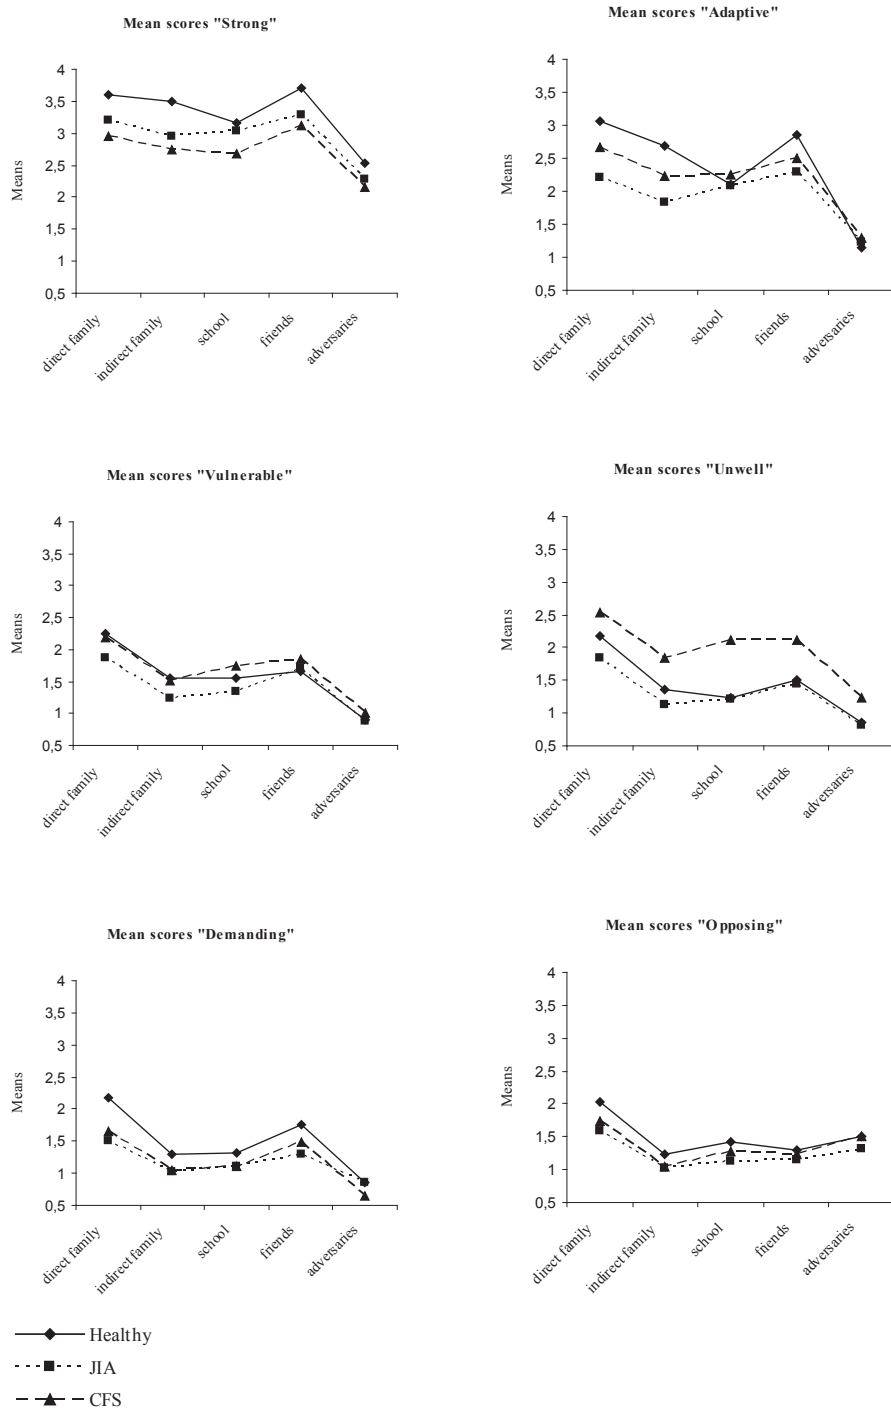 Mean scores "Strong"
4
3,5
3
2,5
2
1,5
1
0,5
Means
direct family
indirect family
school
friends
adversaries
Mean scores "Adaptive"
4
3,5
3
2,5
2
1,5
1
0,5
Means
direct family
indirect family
school
friends
adversaries
Mean scores "Vulnerable"
4
3,5
3
2,5
2
1,5
1
0,5
Means
direct family
indirect family
school
friends
adversaries
Mean scores "Unwell"
4
3,5
3
2,5
2
1,5
1
0,5
Means
direct family
indirect family
school
friends
adversaries
Mean scores "Demanding"
4
3,5
3
2,5
2
1,5
1
0,5
Means
direct family
indirect family
school
friends
adversaries
Mean scores "Opposing"
4
3,5
3
2,5
2
1,5
1
0,5
Means
direct family
indirect family
school
friends
adversaries
Healthy
JIA
CFS